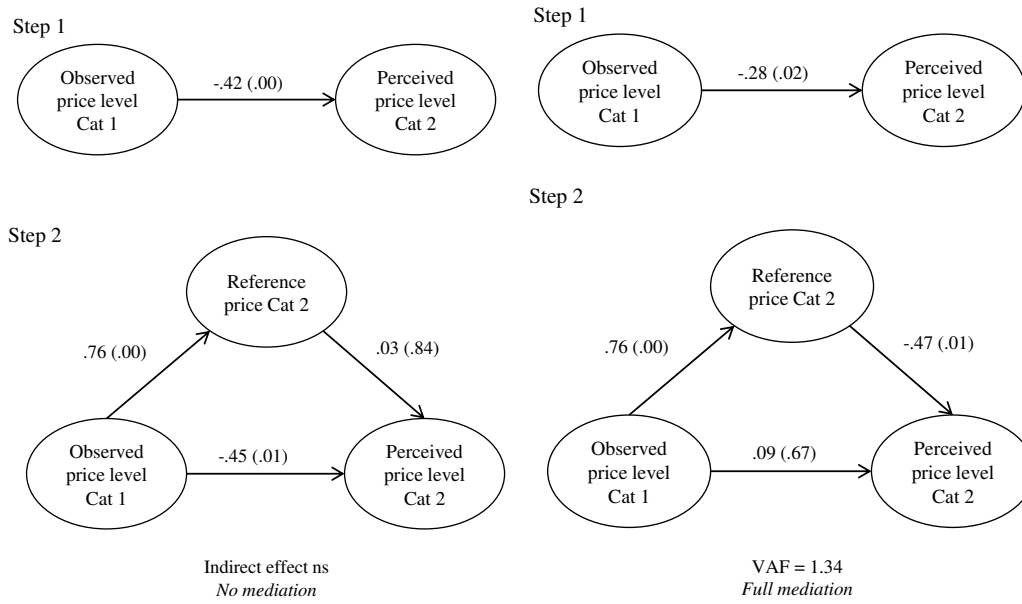 Step 1
Observed
price level
Cat 1
-.42 (.00)
Perceived
price level
Cat 2
Step 2
Reference
price Cat 2
.76 (.00)
.03 (.84)
Observed
price level
Cat 1
-.45 (.01)
Perceived
price level
Cat 2
Indirect effect ns
No mediation
Step 1
Observed
price level
Cat 1
-.28 (.02)
Perceived
price level
Cat 2
Step 2
Reference
price Cat 2
.76 (.00)
-.47 (.01)
Observed
price level
Cat 1
.09 (.67)
Perceived
price level
Cat 2
VAF = 1.34
Full mediation